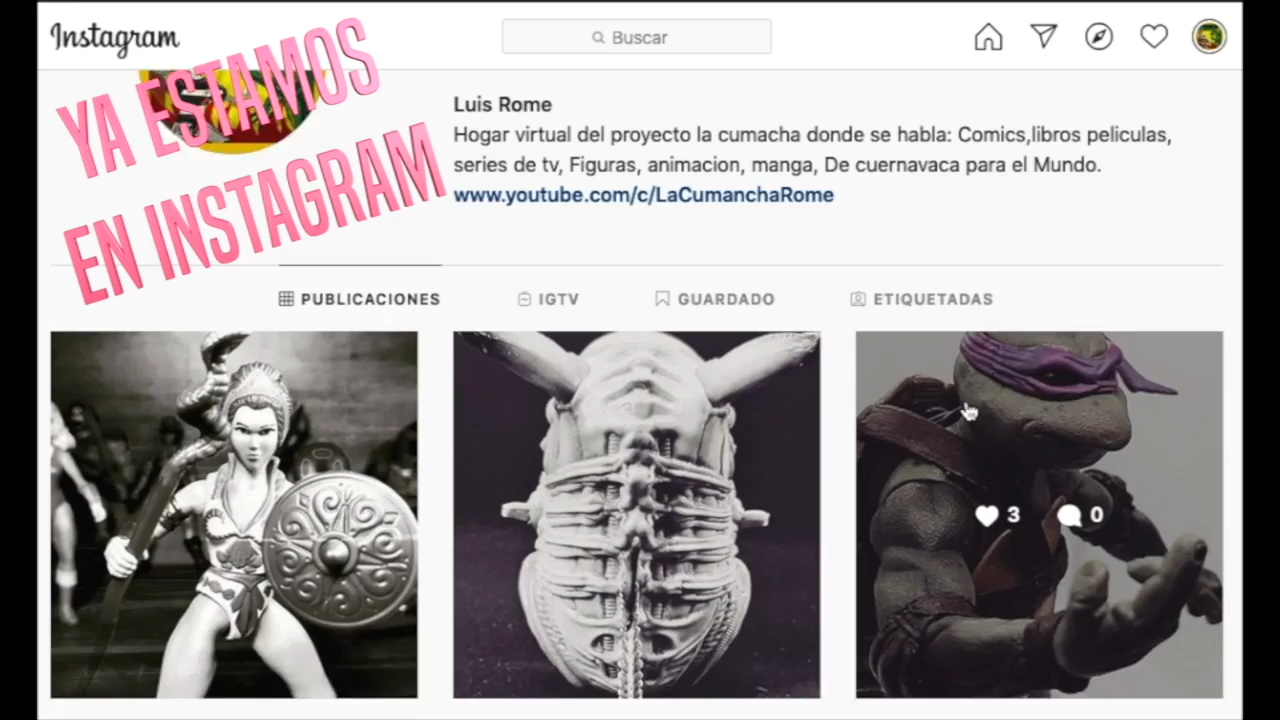 Instagram
Buscar
YA ESTAMOS
EN INSTAGRAM
Luis Rome
Hogar virtual del proyecto la cumacha donde se habla: Comics,libros peliculas,
series de tv, Figuras, animacion, manga, De cuernavaca para el Mundo.
www.youtube.com/c/LaCumanchaRome
PUBLICACIONES
IGTV
GUARDADO
ETIQUETADAS
3
0